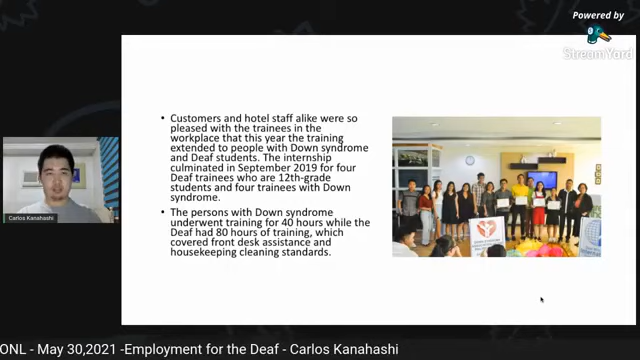 Powered by
StreamYard
• Customers and hotel staff alike were so
pleased with the trainees in the
workplace that this year the training
extended to people with Down syndrome
and Deaf students. The internship
culminated in September 2019 for four
Deaf trainees who are 12th-grade
students and four trainees with Down
syndrome.
• The persons with Down syndrome
underwent training for 40 hours while the
Deaf had 80 hours of training, which
covered front desk assistance and
housekeeping cleaning standards.
Carlos Kanahashi
ONL - May 30,2021 -Employment for the Deaf - Carlos Kanahashi